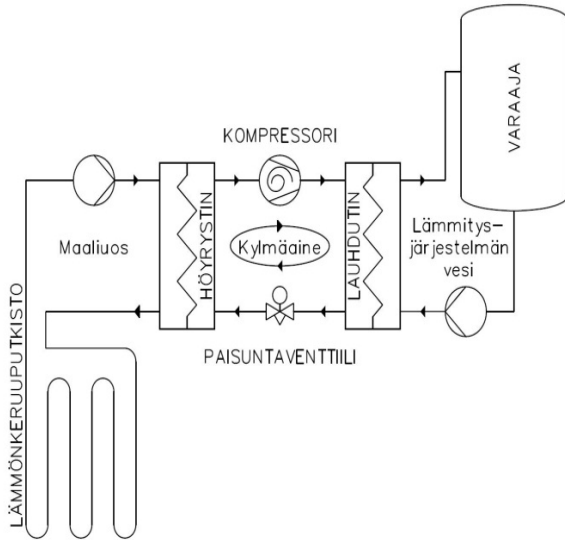 VARAAJA
KOMPRESSORI
HÖYRYSTIN
LAUHDUTIN
Maaliuos
Kylmäaine
Lämmitys-
järjestelmän
vesi
PAISUNTAVENTTIILI
LÄMMÖNKERUUPUTKISTO